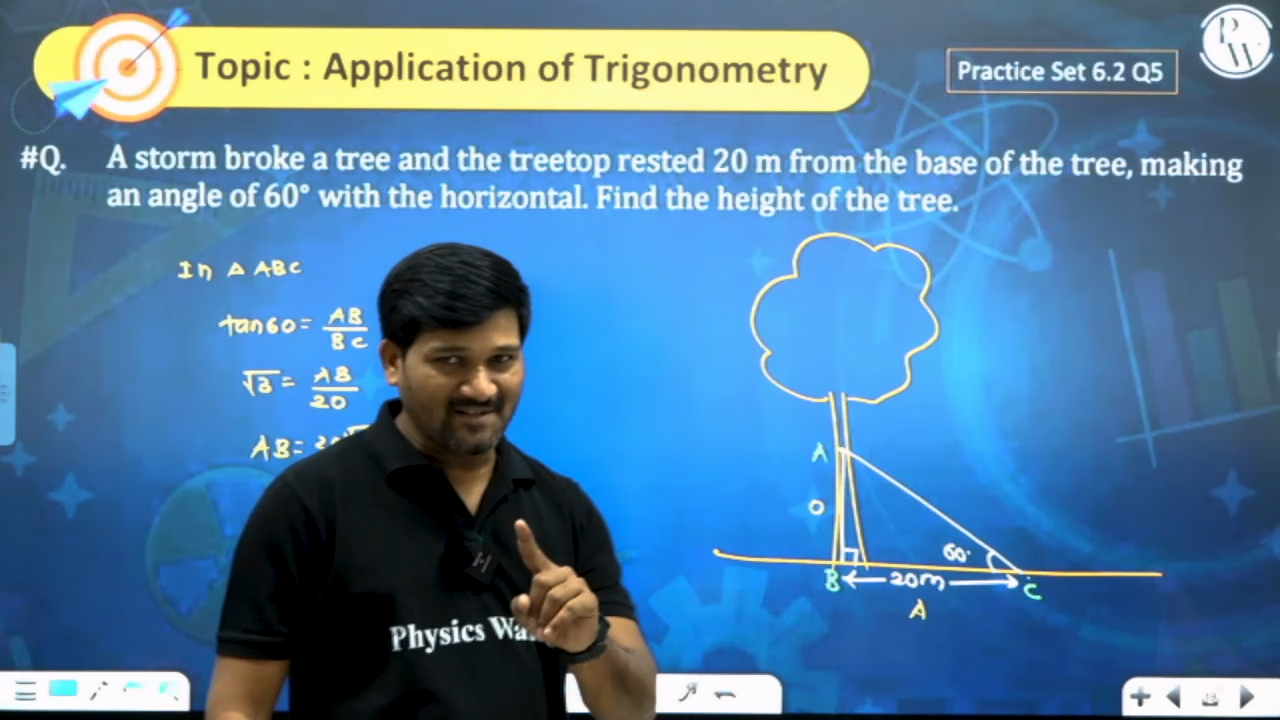 Topic : Application of Trigonometry
Practice Set 6.2 Q5
PW
#Q. A storm broke a tree and the treetop rested 20 m from the base of the tree, making
an angle of 60° with the horizontal. Find the height of the tree.
In △ ABC
tan60 = AB
BC
√3 = AB
20
AB =
A
O
60°
B 20m C
A
Physics